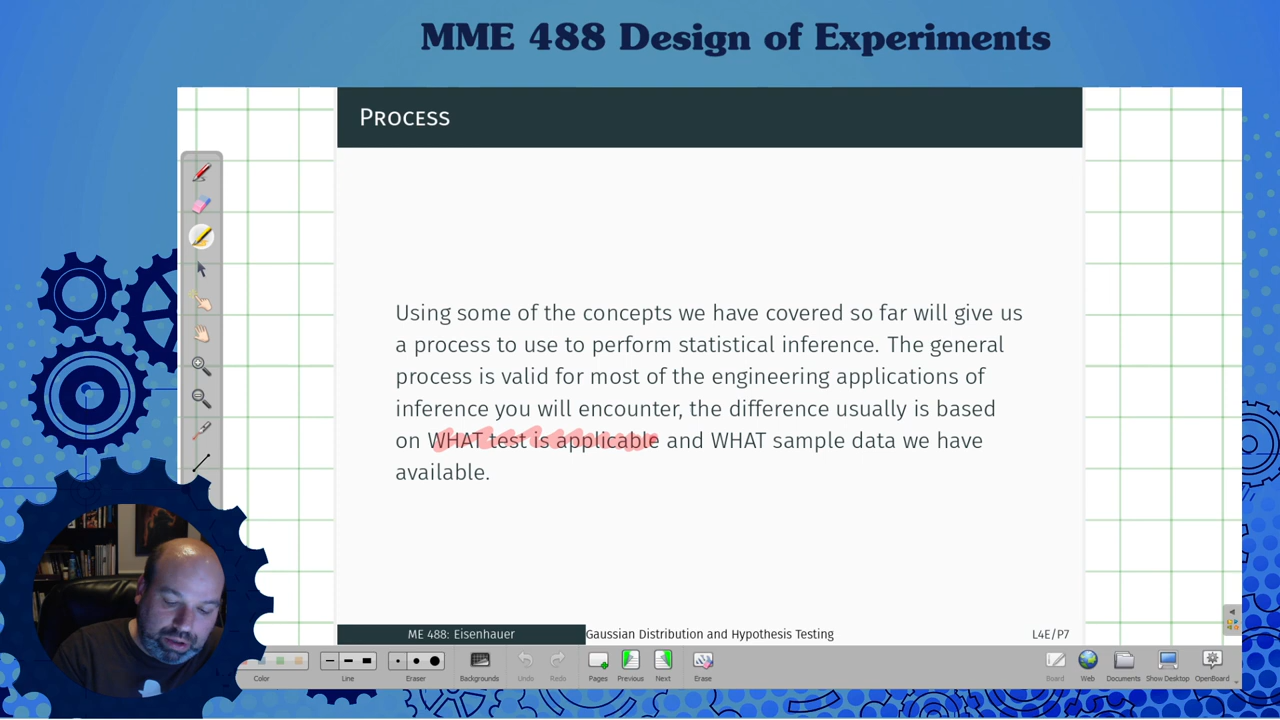 MME 488 Design of Experiments
Process
Using some of the concepts we have covered so far will give us
a process to use to perform statistical inference. The general
process is valid for most of the engineering applications of
inference you will encounter, the difference usually is based
on WHAT test is applicable and WHAT sample data we have
available.
ME 488: Eisenhauer
Gaussian Distribution and Hypothesis Testing
L4E/P7
Color
Line
Eraser
Backgrounds
Undo
Redo
Pages
Previous
Next
Erase
Board
Web
Documents
Show Desktop
OpenBoard